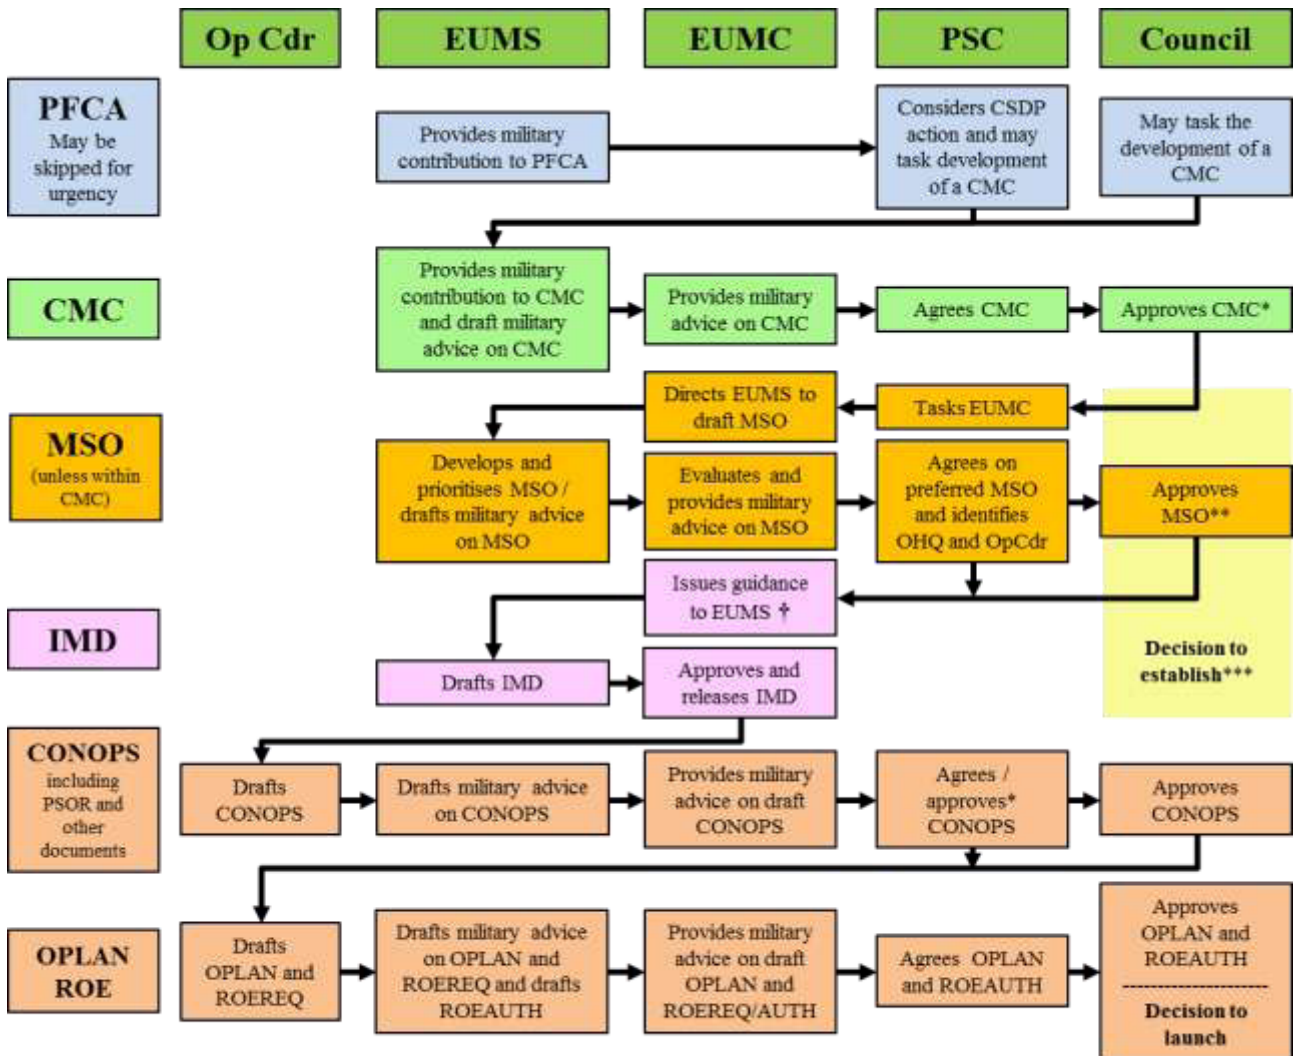 Op Cdr
EUMS
EUMC
PSC
Council
PFCA
May be
skipped for
urgency
Provides military
contribution to PFCA
Considers CSDP
action and may
task development
of a CMC
May task the
development of a
CMC
CMC
Provides military
contribution to CMC
and draft military
advice on CMC
Provides military
advice on CMC
Agrees CMC
Approves CMC*
MSO
(unless within
CMC)
Directs EUMS to
draft MSO
Tasks EUMC
Develops and
prioritises MSO /
drafts military advice
on MSO
Evaluates and
provides military
advice on MSO
Agrees on
preferred MSO
and identifies
OHQ and OpCdr
Approves
MSO**
IMD
Issues guidance
to EUMS †
Drafts IMD
Approves and
releases IMD
Decision to
establish***
CONOPS
including
PSOR and
other
documents
Drafts
CONOPS
Drafts military advice
on CONOPS
Provides military
advice on draft
CONOPS
Agrees /
approves*
CONOPS
Approves
CONOPS
OPLAN
ROE
Drafts
OPLAN and
ROEREQ
Drafts military advice
on OPLAN and
ROEREQ and drafts
ROEAUTH
Provides military
advice on draft
OPLAN and
ROEREQ/AUTH
Agrees OPLAN
and ROEAUTH
Approves
OPLAN and
ROEAUTH
Decision to
launch